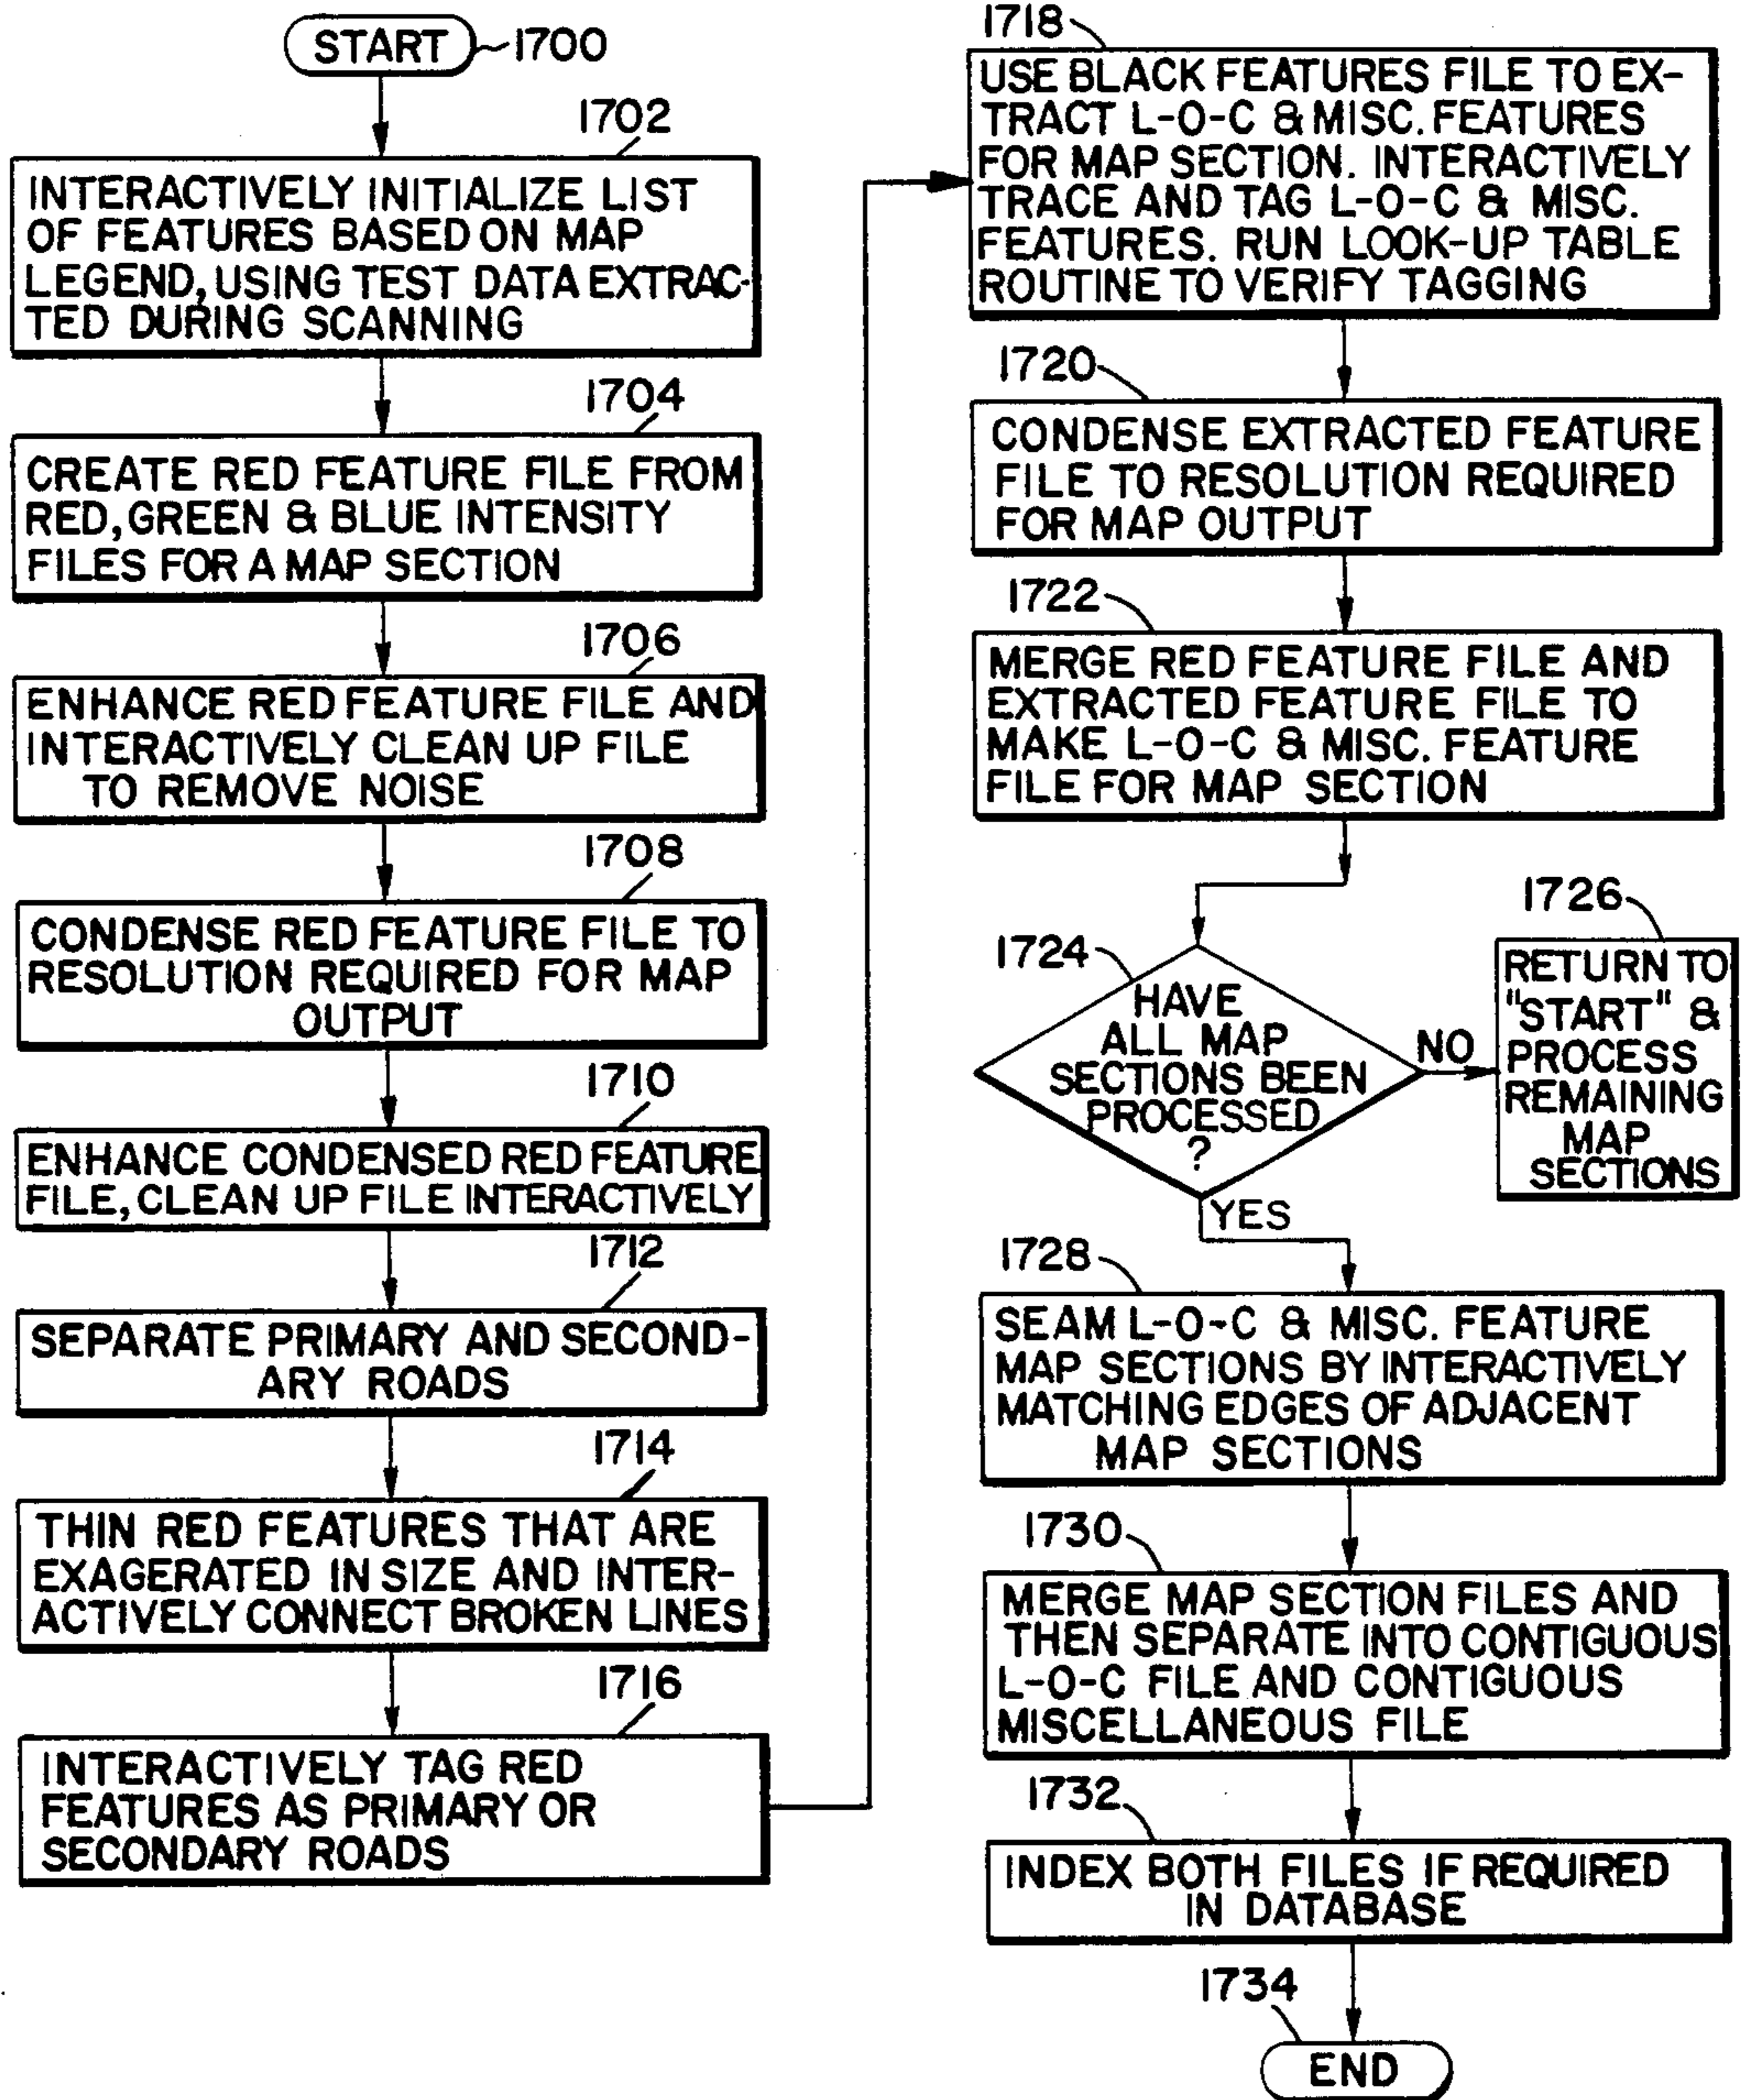 START
1700
1702
INTERACTIVELY INITIALIZE LIST
OF FEATURES BASED ON MAP
LEGEND, USING TEST DATA EXTRAC-
TED DURING SCANNING
1704
CREATE RED FEATURE FILE FROM
RED, GREEN & BLUE INTENSITY
FILES FOR A MAP SECTION
1706
ENHANCE RED FEATURE FILE AND
INTERACTIVELY CLEAN UP FILE
TO REMOVE NOISE
1708
CONDENSE RED FEATURE FILE TO
RESOLUTION REQUIRED FOR MAP
OUTPUT
1710
ENHANCE CONDENSED RED FEATURE
FILE, CLEAN UP FILE INTERACTIVELY
1712
SEPARATE PRIMARY AND SECOND-
ARY ROADS
1714
THIN RED FEATURES THAT ARE
EXAGERATED IN SIZE AND INTER-
ACTIVELY CONNECT BROKEN LINES
1716
INTERACTIVELY TAG RED
FEATURES AS PRIMARY OR
SECONDARY ROADS
1718
USE BLACK FEATURES FILE TO EX-
TRACT L-O-C & MISC. FEATURES
FOR MAP SECTION. INTERACTIVELY
TRACE AND TAG L-O-C & MISC.
FEATURES. RUN LOOK-UP TABLE
ROUTINE TO VERIFY TAGGING
1720
CONDENSE EXTRACTED FEATURE
FILE TO RESOLUTION REQUIRED
FOR MAP OUTPUT
1722
MERGE RED FEATURE FILE AND
EXTRACTED FEATURE FILE TO
MAKE L-O-C & MISC. FEATURE
FILE FOR MAP SECTION
1724
HAVE
ALL MAP
SECTIONS BEEN
PROCESSED
?
NO
1726
RETURN TO
"START" &
PROCESS
REMAINING
MAP
SECTIONS
YES
1728
SEAM L-O-C & MISC. FEATURE
MAP SECTIONS BY INTERACTIVELY
MATCHING EDGES OF ADJACENT
MAP SECTIONS
1730
MERGE MAP SECTION FILES AND
THEN SEPARATE INTO CONTIGUOUS
L-O-C FILE AND CONTIGUOUS
MISCELLANEOUS FILE
1732
INDEX BOTH FILES IF REQUIRED
IN DATABASE
1734
END